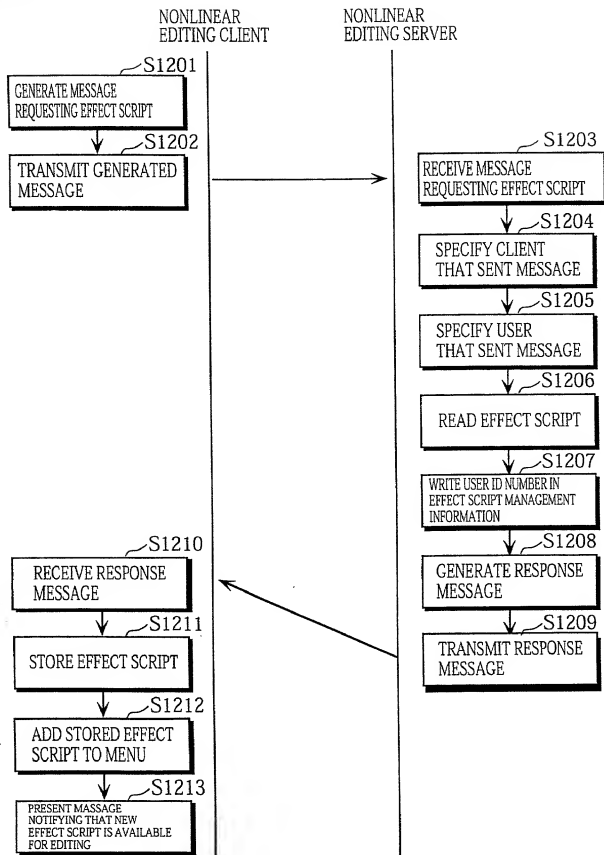 NONLINEAR
EDITING CLIENT
NONLINEAR
EDITING SERVER
S1201
GENERATE MESSAGE
REQUESTING EFFECT SCRIPT
S1202
TRANSMIT GENERATED
MESSAGE
S1203
RECEIVE MESSAGE
REQUESTING EFFECT SCRIPT
S1204
SPECIFY CLIENT
THAT SENT MESSAGE
S1205
SPECIFY USER
THAT SENT MESSAGE
S1206
READ EFFECT SCRIPT
S1207
WRITE USER ID NUMBER IN
EFFECT SCRIPT MANAGEMENT
INFORMATION
S1208
GENERATE RESPONSE
MESSAGE
S1209
TRANSMIT RESPONSE
MESSAGE
S1210
RECEIVE RESPONSE
MESSAGE
S1211
STORE EFFECT SCRIPT
S1212
ADD STORED EFFECT
SCRIPT TO MENU
S1213
PRESENT MASSAGE
NOTIFYING THAT NEW
EFFECT SCRIPT IS AVAILABLE
FOR EDITING